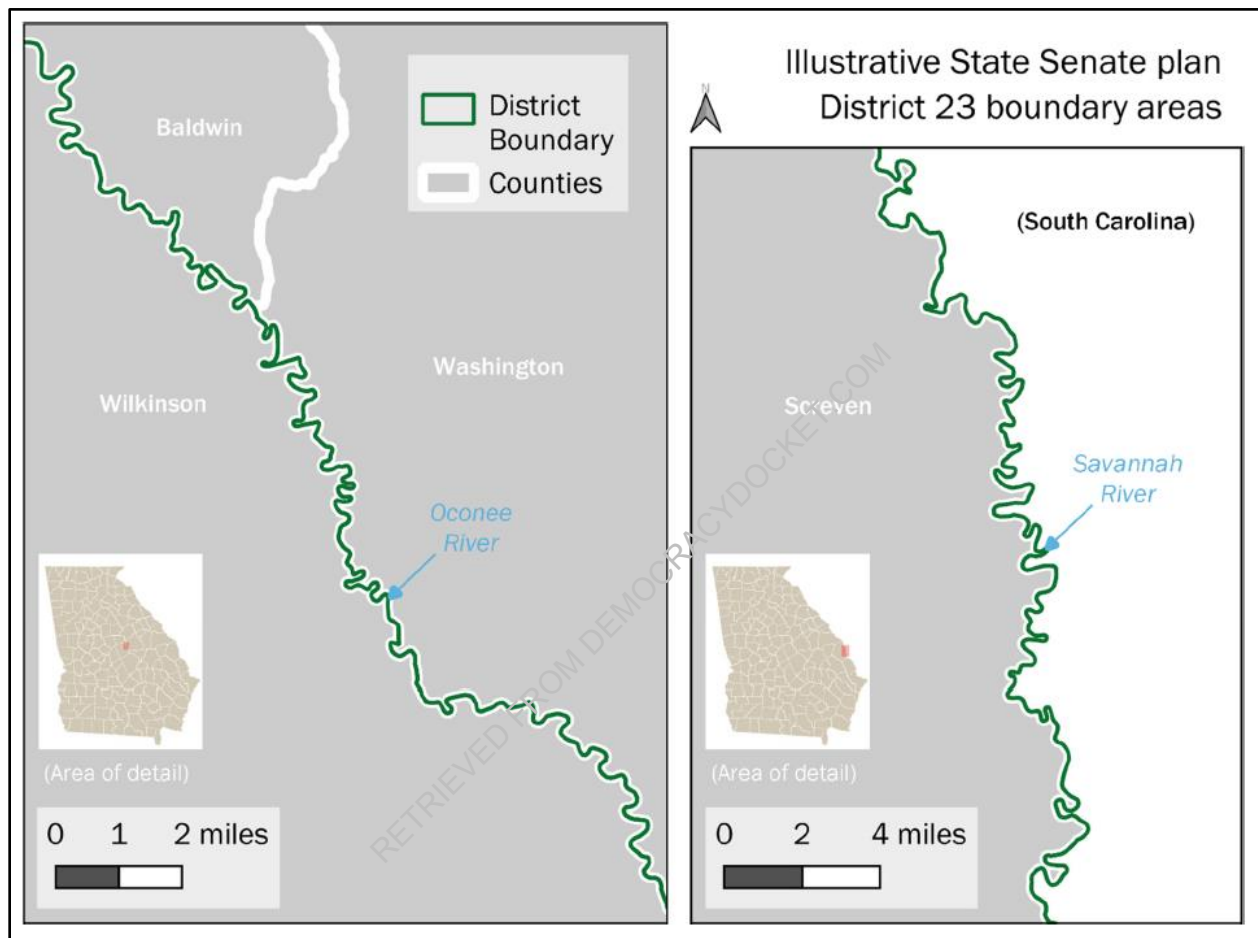 Illustrative State Senate plan
District 23 boundary areas
N
Baldwin
District
Boundary
Counties
Washington
Wilkinson
Oconee
River
(Area of detail)
0 1 2 miles
(South Carolina)
Screven
Savannah
River
(Area of detail)
0 2 4 miles
RETRIEVED FROM DEMOCRACYDOCKET.COM